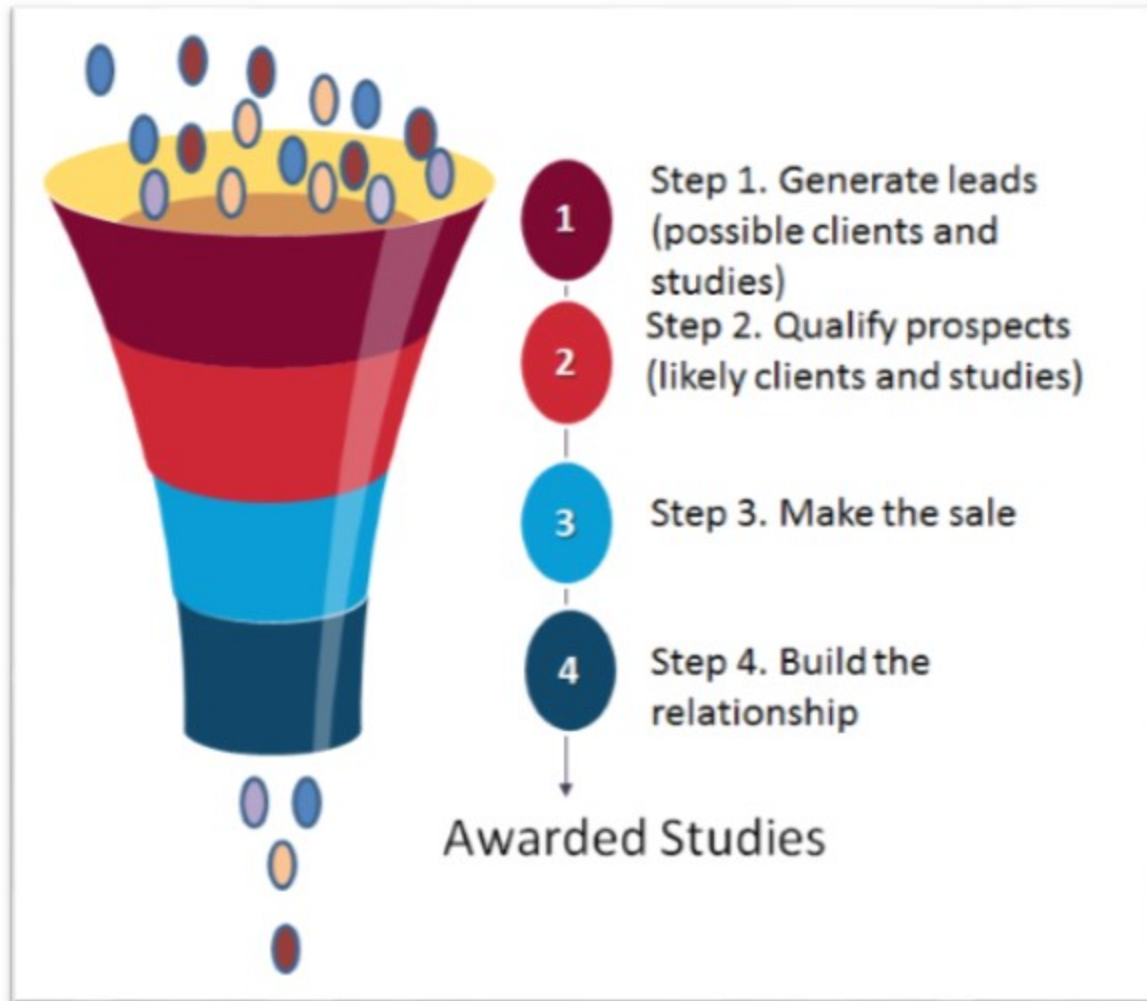 1
Step 1. Generate leads
(possible clients and
studies)
2
Step 2. Qualify prospects
(likely clients and studies)
3
Step 3. Make the sale
4
Step 4. Build the
relationship
Awarded Studies